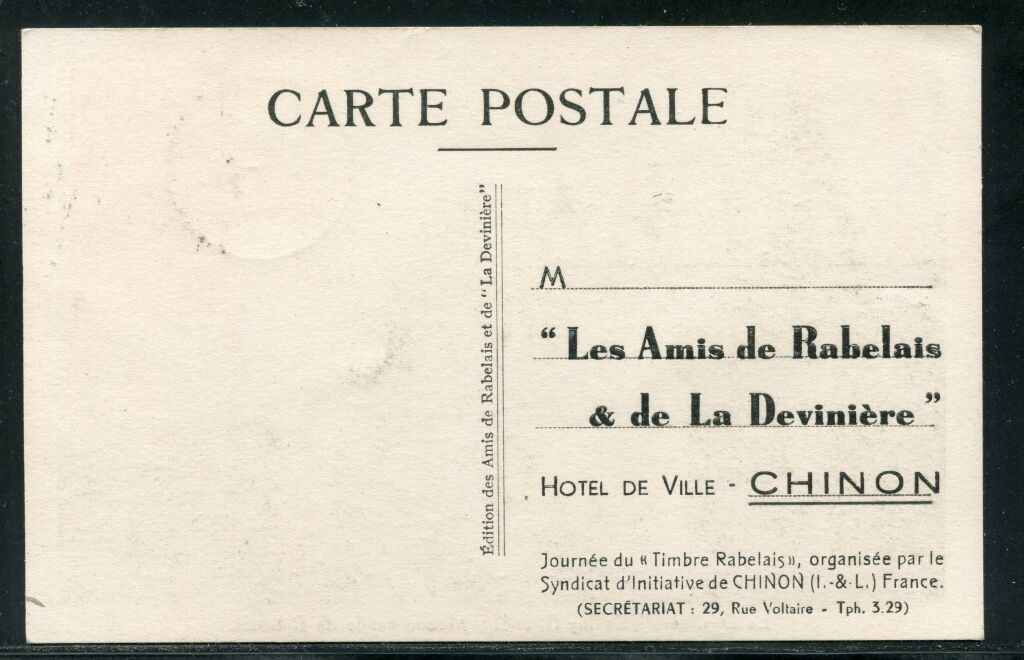 CARTE POSTALE
Édition des Amis de Rabelais et de "La Devinière"
M
“ Les Amis de Rabelais
& de La Devinière ”
HOTEL DE VILLE - CHINON
Journée du « Timbre Rabelais », organisée par le
Syndicat d'Initiative de CHINON (I.-&-L.) France.
(SECRÉTARIAT : 29, Rue Voltaire - Tph. 3.29)